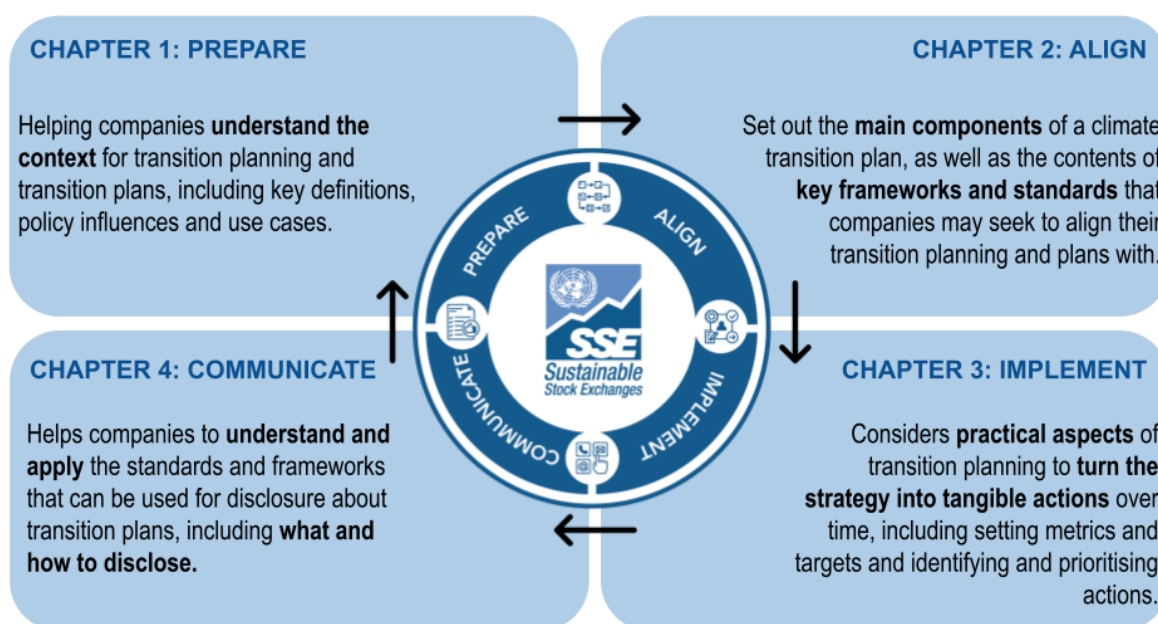 CHAPTER 1: PREPARE
Helping companies understand the
context for transition planning and
transition plans, including key definitions,
policy influences and use cases.
CHAPTER 2: ALIGN
Set out the main components of a climate
transition plan, as well as the contents of
key frameworks and standards that
companies may seek to align their
transition planning and plans with.
PREPARE
ALIGN
IMPLEMENT
COMMUNICATE
SSE
Sustainable
Stock Exchanges
CHAPTER 4: COMMUNICATE
Helps companies to understand and
apply the standards and frameworks
that can be used for disclosure about
transition plans, including what and
how to disclose.
CHAPTER 3: IMPLEMENT
Considers practical aspects of
transition planning to turn the
strategy into tangible actions over
time, including setting metrics and
targets and identifying and prioritising
actions.